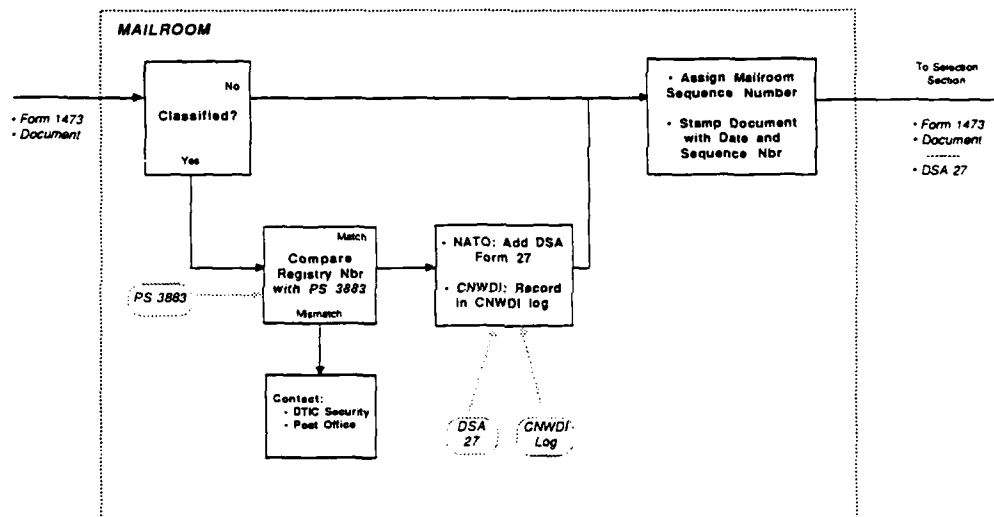 MAILROOM
• Form 1473
• Document
No
Classified?
Yes
• Assign Mailroom
Sequence Number
• Stamp Document
with Date and
Sequence Nbr
To Selection
Section
• Form 1473
• Document
• DSA 27
Match
Compare
Registry Nbr
with PS 3883
Mismatch
PS 3883
• NATO: Add DSA
Form 27
• CNWDI: Record
in CNWDI log
Contact:
• DTIC Security
• Post Office
DSA
27
CNWDI
Log